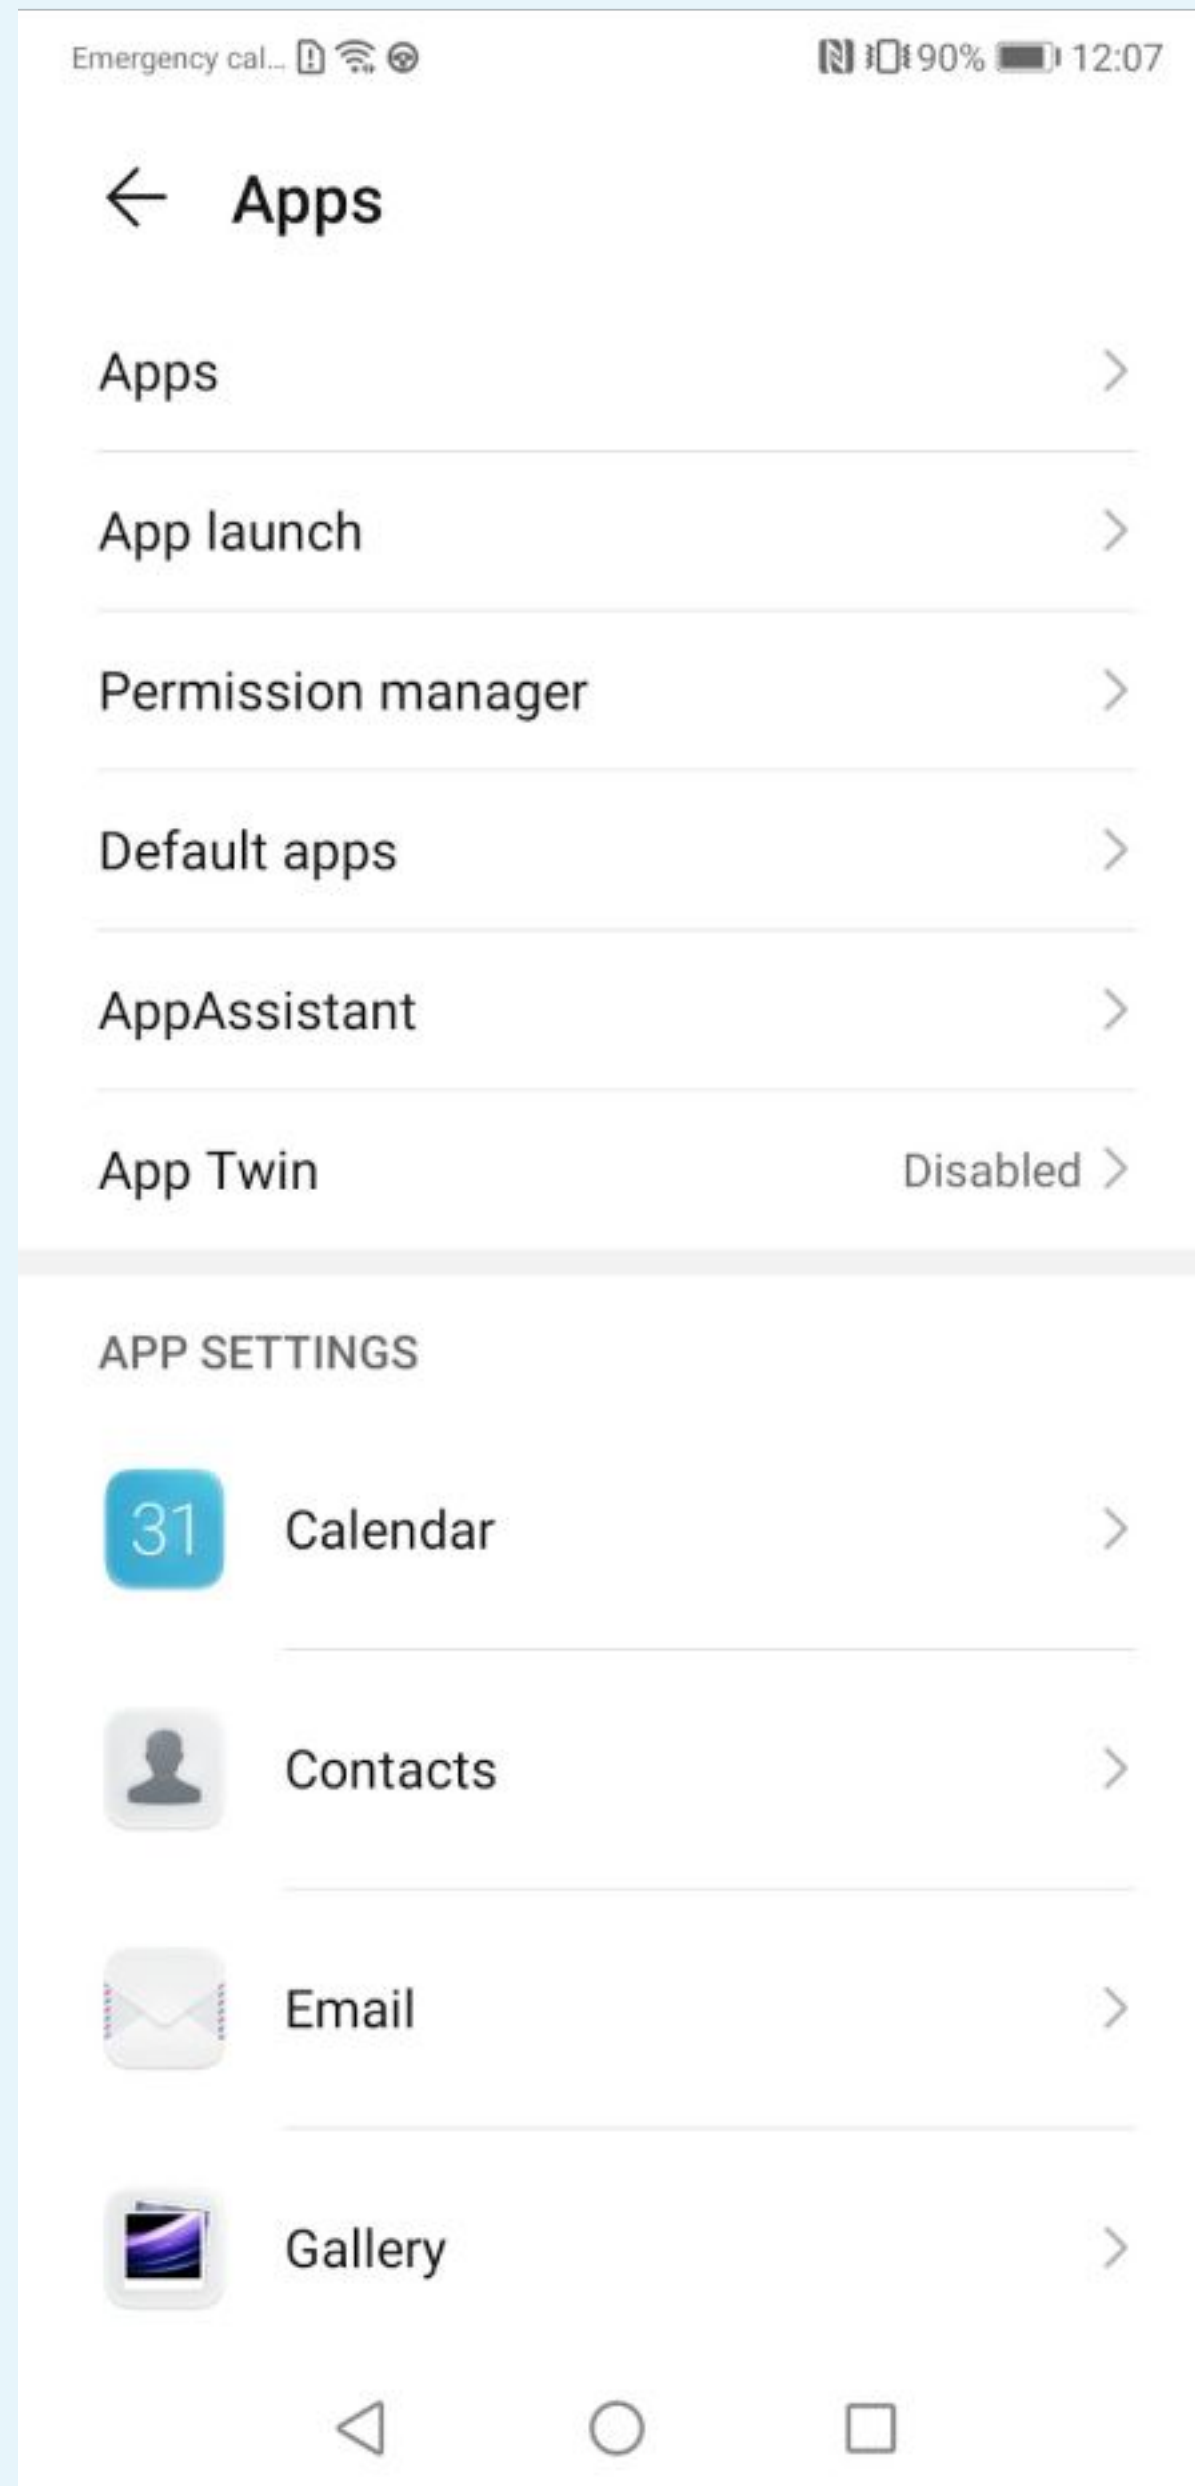 Emergency cal... 90% 12:07
Apps
Apps
App launch
Permission manager
Default apps
AppAssistant
App Twin Disabled
APP SETTINGS
31 Calendar
Contacts
Email
Gallery